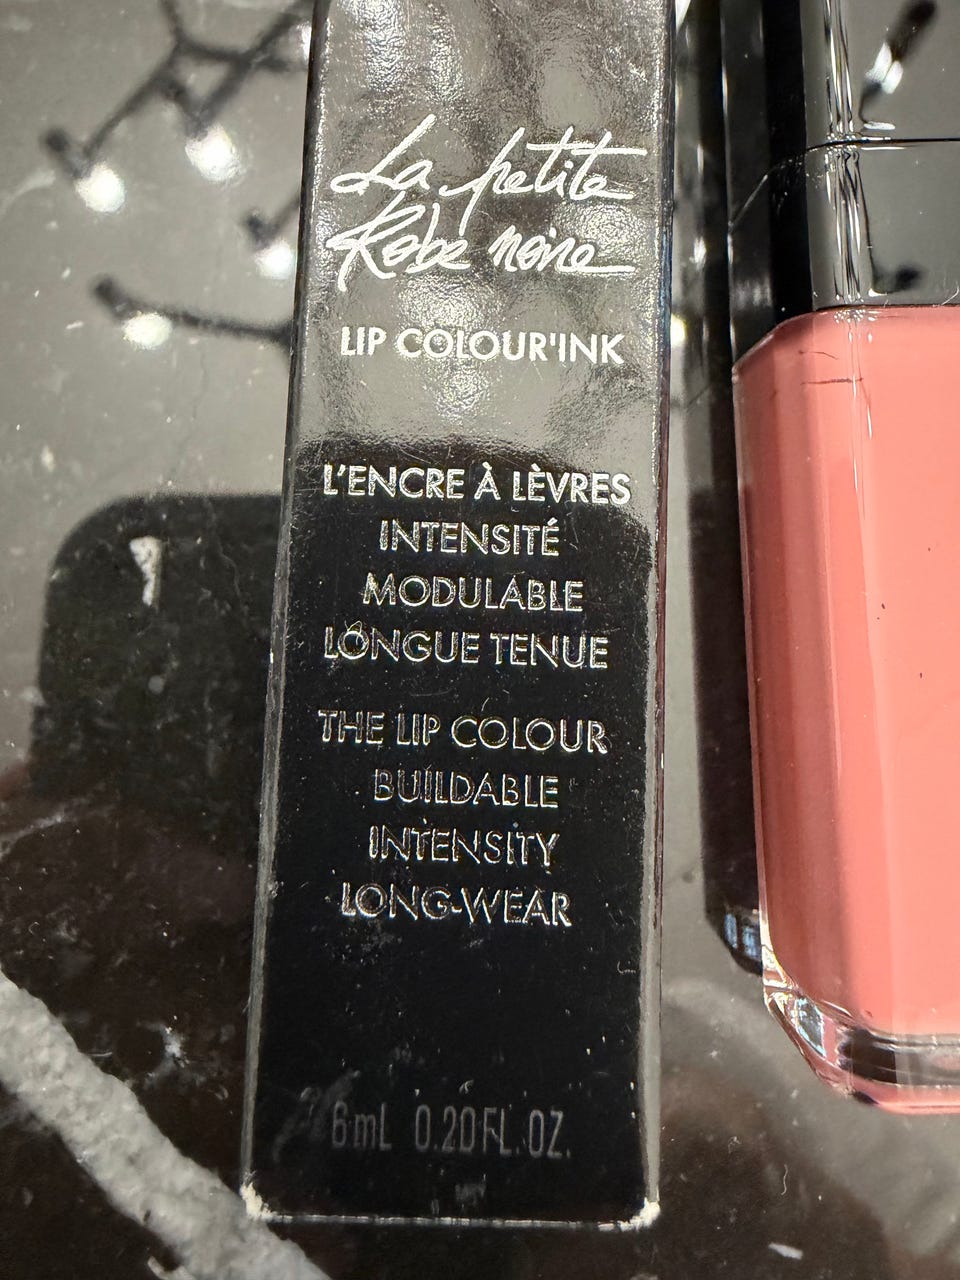 La petite
Robe noire
LIP COLOUR'INK
L'ENCRE À LÈVRES
INTENSITÉ
MODULABLE
LONGUE TENUE
THE LIP COLOUR
BUILDABLE
INTENSITY
LONG-WEAR
6mL 0.20FL.OZ.